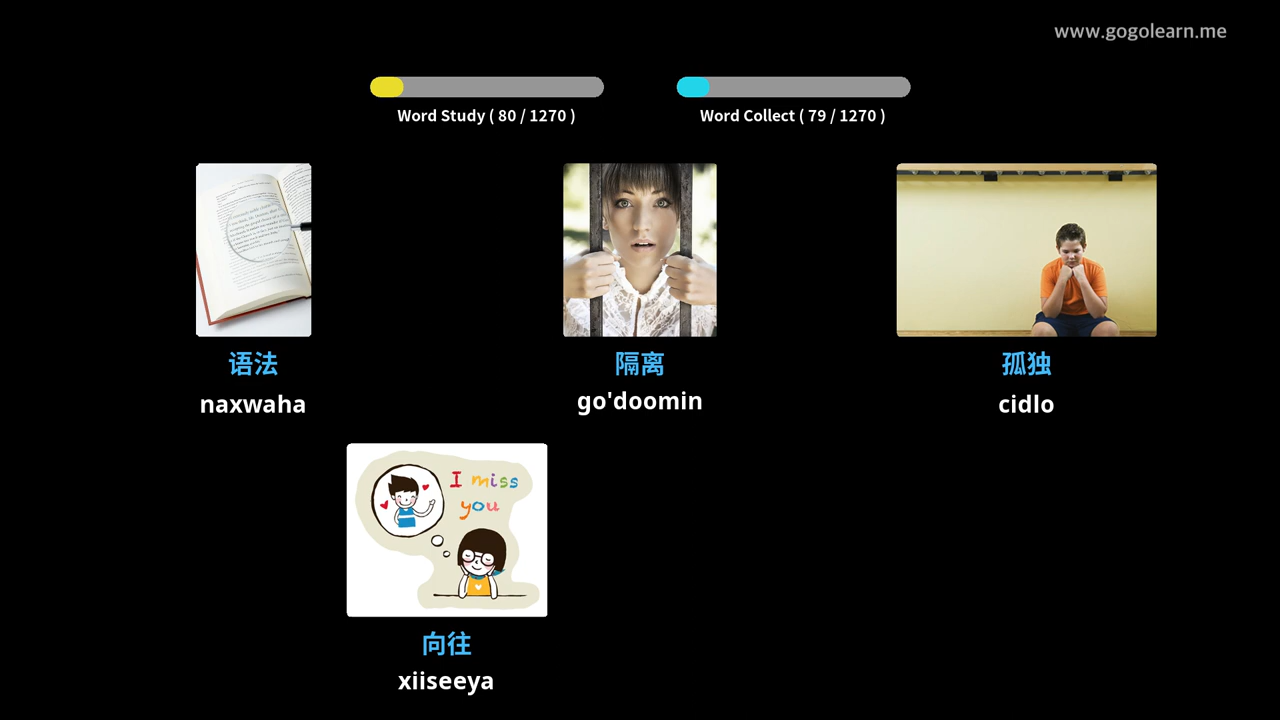 www.gogolearn.me
Word Study ( 80 / 1270 )
Word Collect ( 79 / 1270 )
语法
naxwaha
隔离
go'doomin
孤独
cidlo
I miss
you
向往
xiiseeya